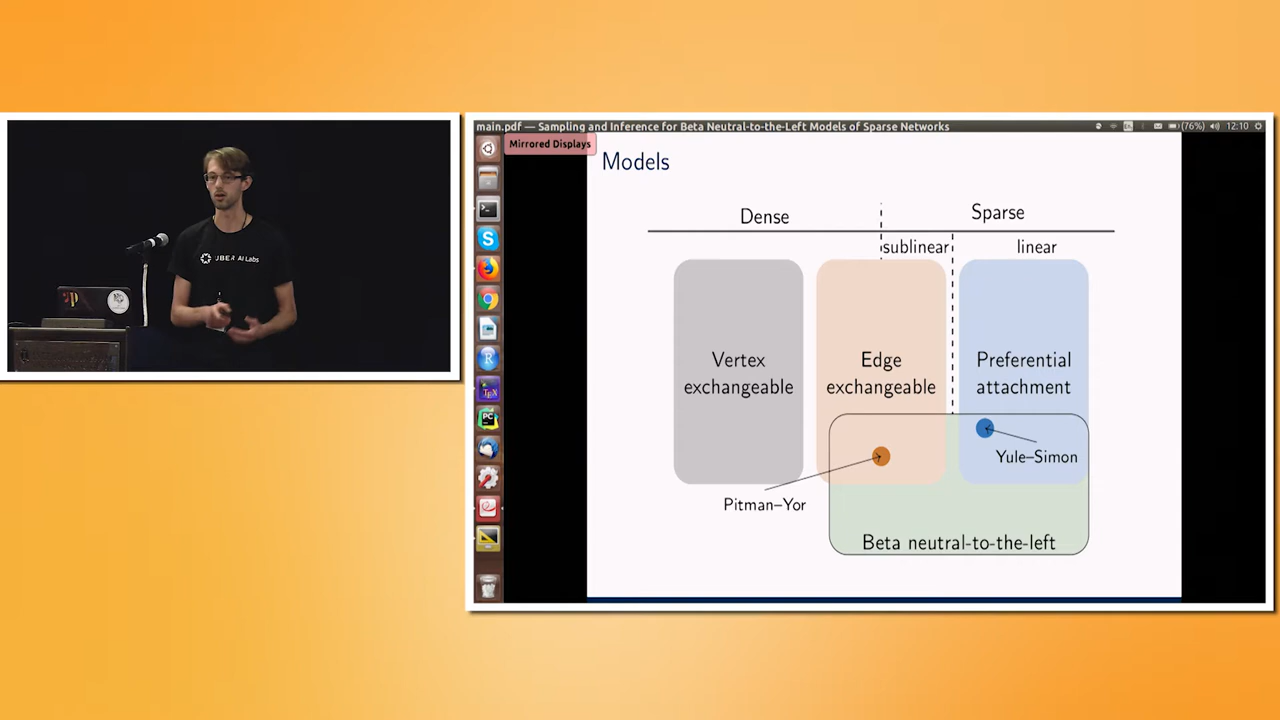 UBER AI Labs
main.pdf — Sampling and Inference for Beta Neutral-to-the-Left Models of Sparse Networks
(76%)
12:10
Mirrored Displays
Models
Dense
Sparse
sublinear
linear
Vertex
exchangeable
Edge
exchangeable
Preferential
attachment
Yule–Simon
Pitman–Yor
Beta neutral-to-the-left